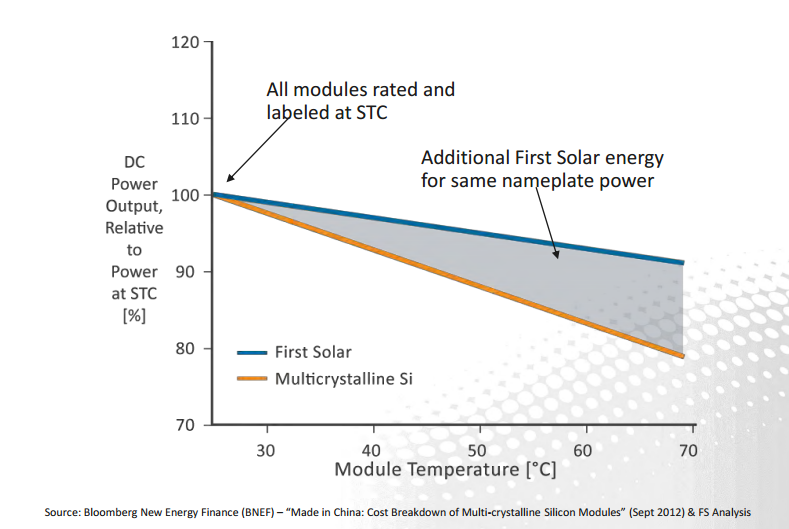 120
110
100
90
80
70
DC
Power
Output,
Relative
to
Power
at STC
[%]
All modules rated and
labeled at STC
Additional First Solar energy
for same nameplate power
First Solar
Multicrystalline Si
30 40 50 60 70
Module Temperature [°C]
Source: Bloomberg New Energy Finance (BNEF) – “Made in China: Cost Breakdown of Multi-crystalline Silicon Modules” (Sept 2012) & FS Analysis